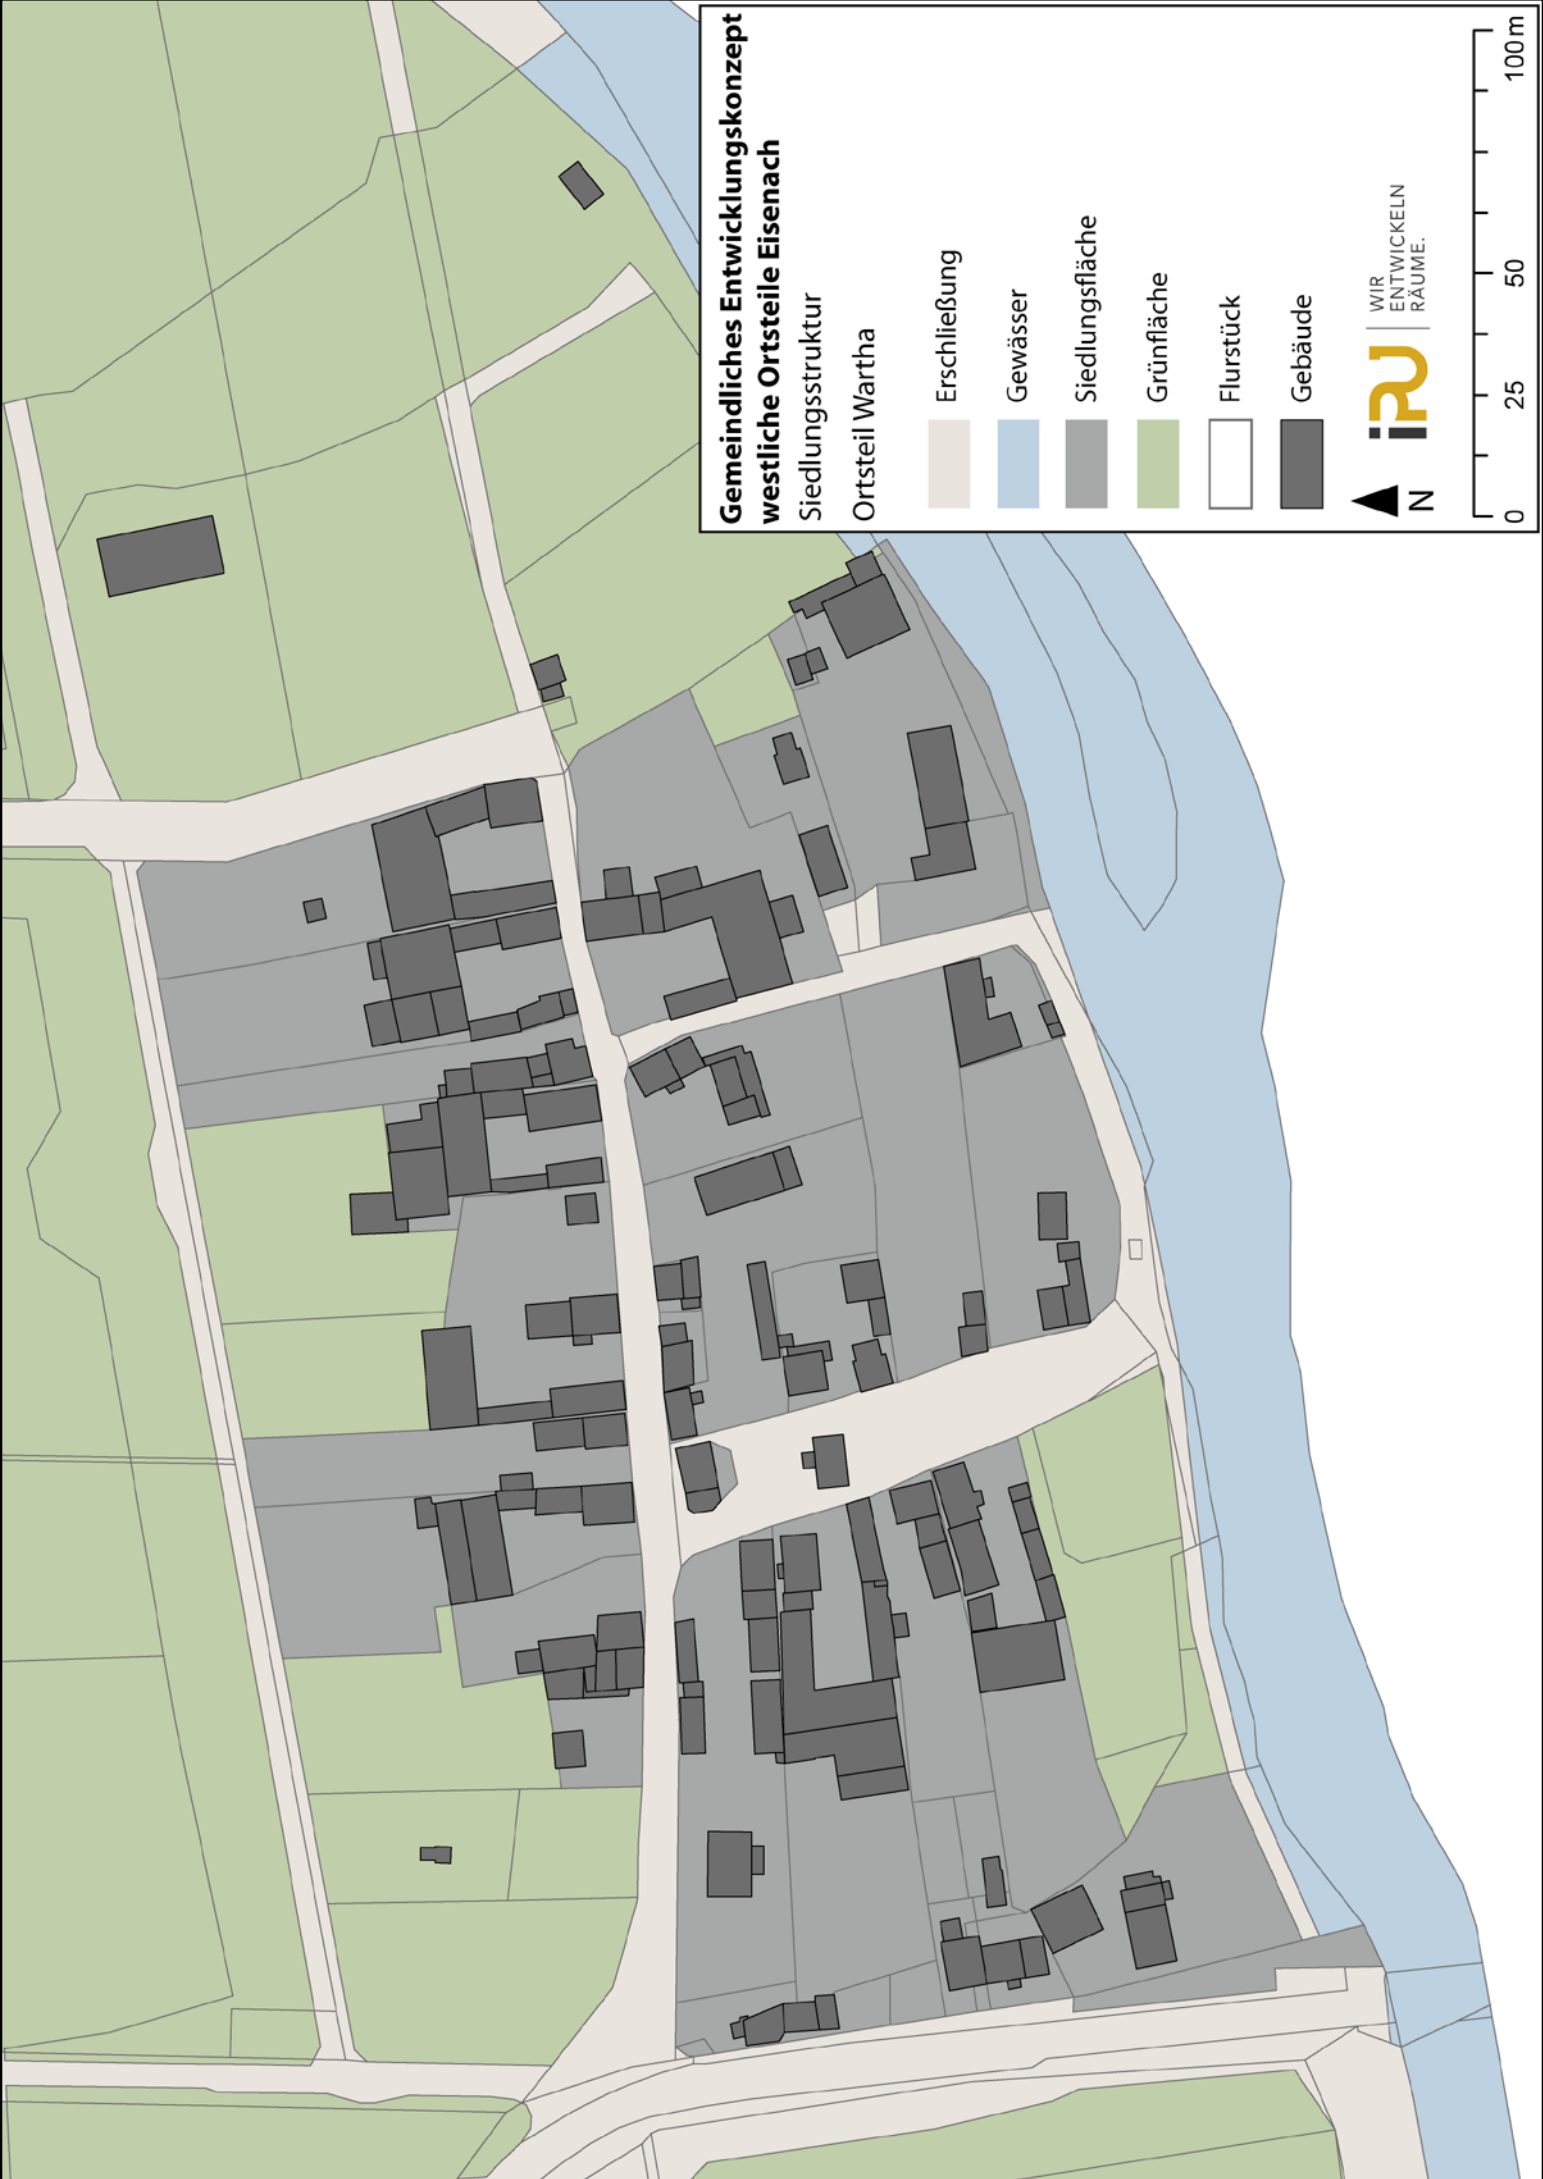 Gemeindliches Entwicklungskonzept
westliche Ortsteile Eisenach
Siedlungsstruktur
Ortsteil Wartha
Erschließung
Gewässer
Siedlungsfläche
Grünfläche
Flurstück
Gebäude
N
iRU
WIR
ENTWICKELN
RÄUME.
0 25 50 100m